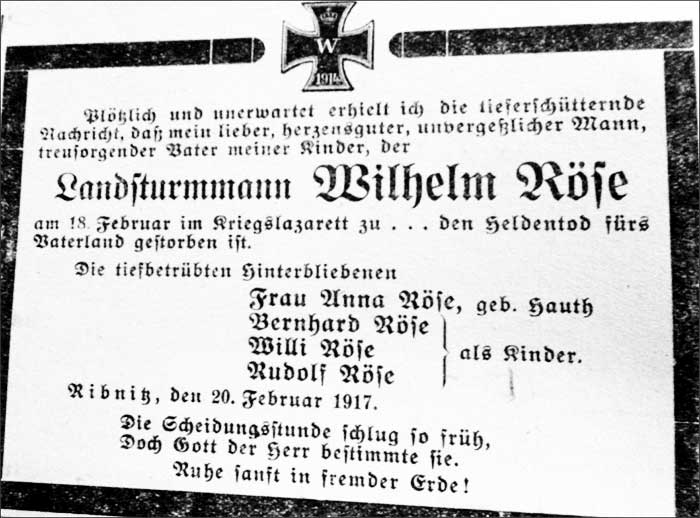 W
1914
Plötzlich und unerwartet erhielt ich die tieferschütternde
Nachricht, daß mein lieber, herzensguter, unvergeßlicher Mann,
treusorgender Vater meiner Kinder, der
Landsturmmann Wilhelm Röse
am 18. Februar im Kriegslazarett zu . . . den Heldentod fürs
Vaterland gestorben ist.
Die tiefbetrübten Hinterbliebenen
Frau Anna Röse, geb. Hauth
Bernhard Röse
Willi Röse
als Kinder.
Rudolf Röse
Ribnitz, den 20. Februar 1917.
Die Scheidungsstunde schlug so früh,
Doch Gott der Herr bestimmte sie.
Ruhe sanft in fremder Erde!